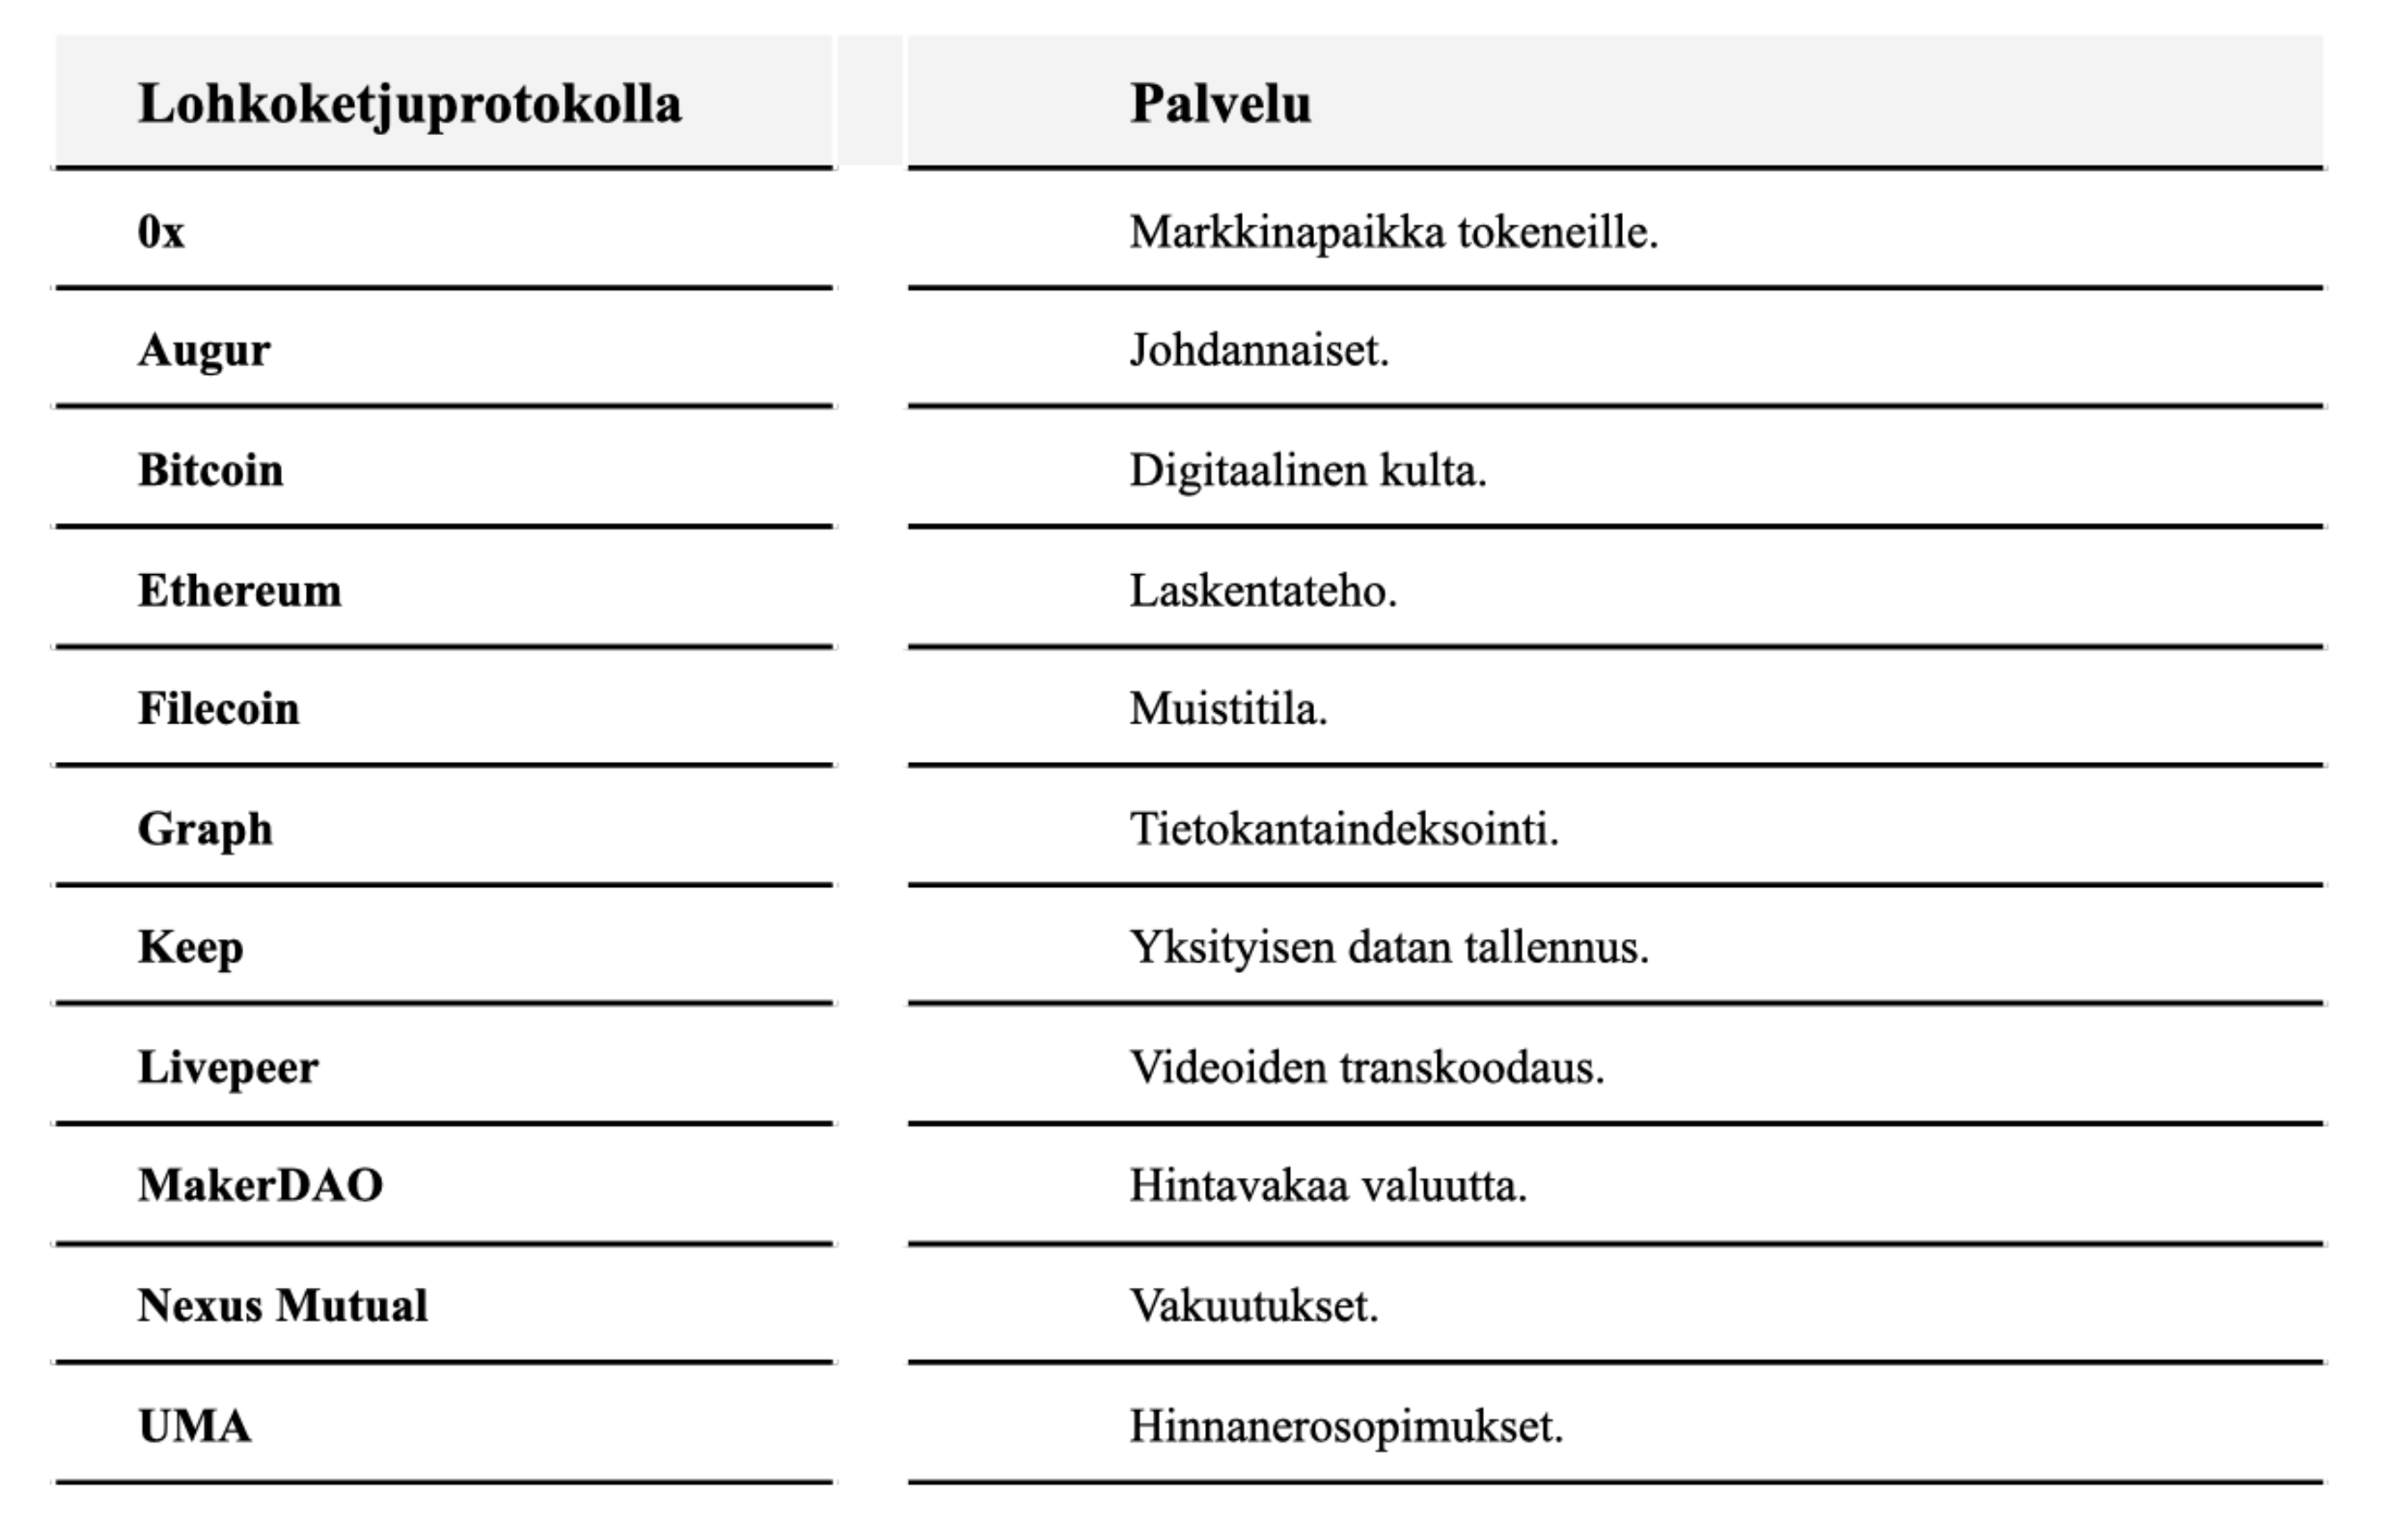 Lohkoketjuprotokolla Palvelu
0x Markkinapaikka tokeneille.
Augur Johdannaiset.
Bitcoin Digitaalinen kulta.
Ethereum Laskentateho.
Filecoin Muistitila.
Graph Tietokantaindeksointi.
Keep Yksityisen datan tallennus.
Livepeer Videoiden transkoodaus.
MakerDAO Hintavakaa valuutta.
Nexus Mutual Vakuutukset.
UMA Hinnanerosopimukset.